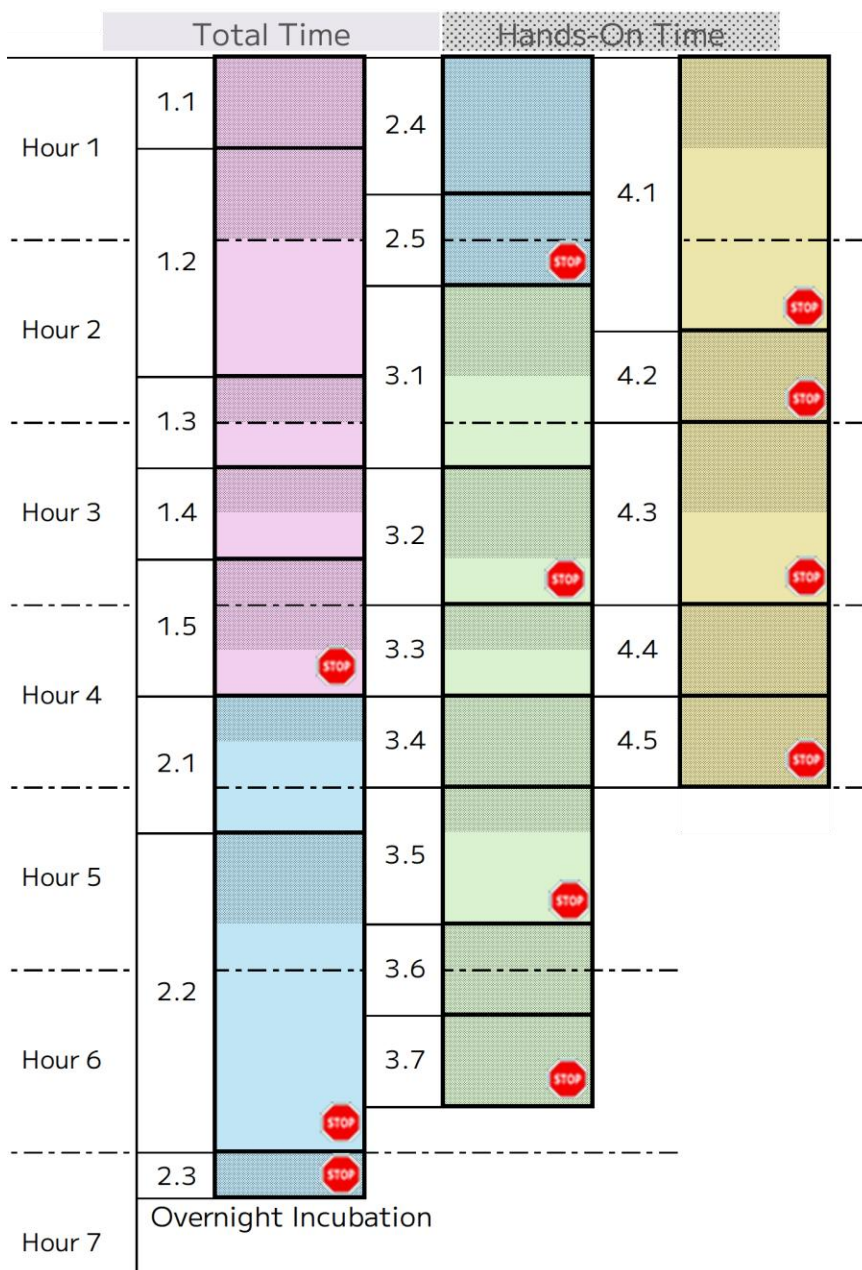 Total Time Hands-On Time
Hour 1
Hour 2
Hour 3
Hour 4
Hour 5
Hour 6
Hour 7
1.1
1.2
1.3
1.4
1.5
STOP
2.1
2.2
STOP
2.3
STOP
Overnight Incubation
2.4
2.5
STOP
3.1
3.2
STOP
3.3
3.4
3.5
STOP
3.6
3.7
STOP
4.1
STOP
4.2
STOP
4.3
STOP
4.4
4.5
STOP